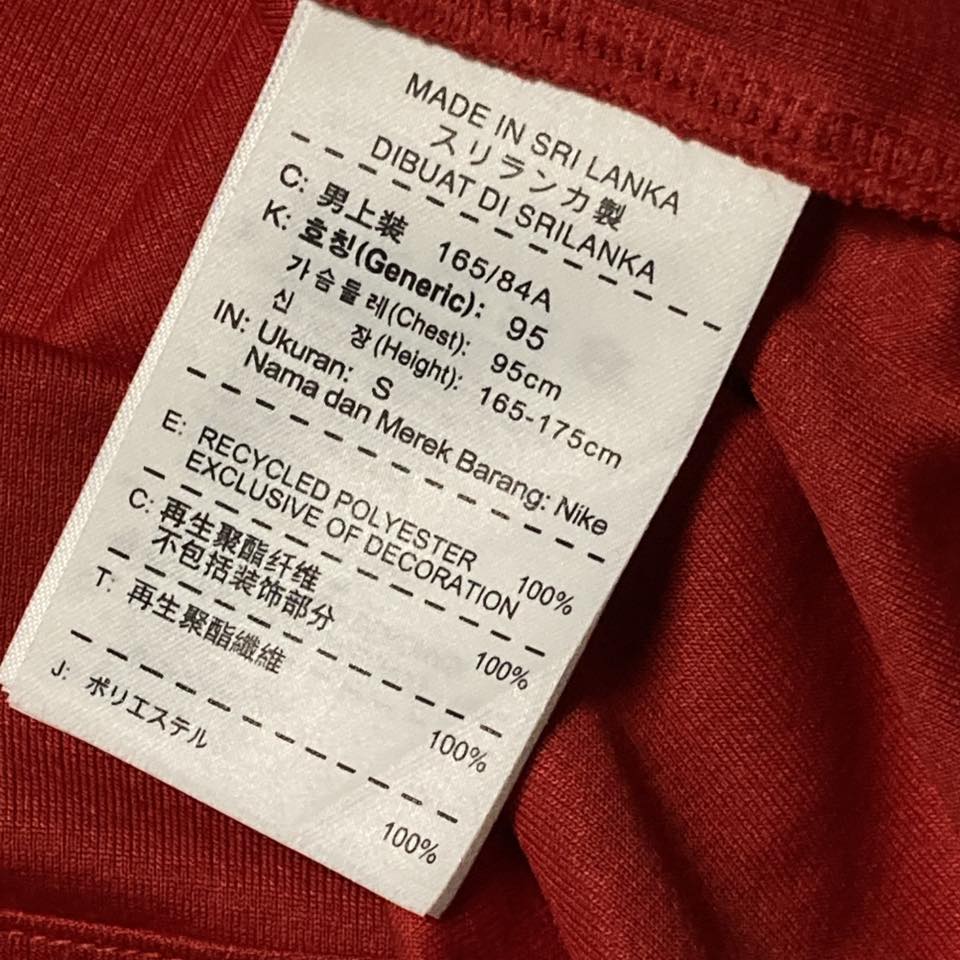 MADE IN SRI LANKA
スリランカ製
DIBUAT DI SRILANKA
C: 男上装 165/84A
K: 호칭(Generic): 95
가슴둘레(Chest): 95cm
신 장(Height): 165-175cm
IN: Ukuran: S
Nama dan Merek Barang: Nike
E: RECYCLED POLYESTER 100%
EXCLUSIVE OF DECORATION
C: 再生聚酯纤维 100%
不包括装饰部分
T: 再生聚酯纖維 100%
J: ポリエステル 100%